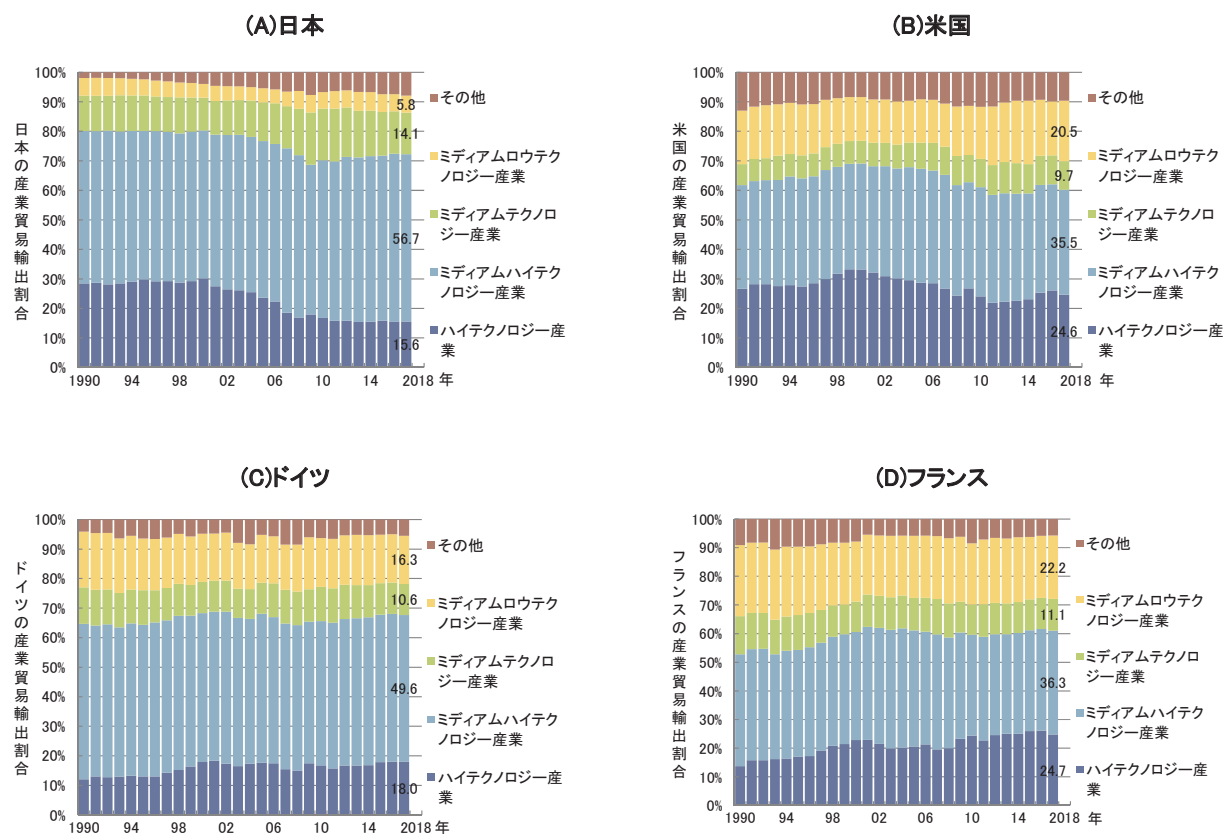 (A)日本
100%
90%
80%
70%
60%
50%
40%
30%
20%
10%
0%
日本の産業貿易輸出割合
5.8
14.1
56.7
15.6
1990 94 98 02 06 10 14 2018 年
その他
ミディアムロウテク
ノロジー産業
ミディアムテクノロ
ジー産業
ミディアムハイテク
ノロジー産業
ハイテクノロジー産
業
(B)米国
100%
90%
80%
70%
60%
50%
40%
30%
20%
10%
0%
米国の産業貿易輸出割合
20.5
9.7
35.5
24.6
1990 94 98 02 06 10 14 2018 年
その他
ミディアムロウテク
ノロジー産業
ミディアムテクノロ
ジー産業
ミディアムハイテク
ノロジー産業
ハイテクノロジー産
業
(C)ドイツ
100%
90%
80%
70%
60%
50%
40%
30%
20%
10%
0%
ドイツの産業貿易輸出割合
16.3
10.6
49.6
18.0
1990 94 98 02 06 10 14 2018 年
その他
ミディアムロウテク
ノロジー産業
ミディアムテクノロ
ジー産業
ミディアムハイテク
ノロジー産業
ハイテクノロジー産
業
(D)フランス
100%
90%
80%
70%
60%
50%
40%
30%
20%
10%
0%
フランスの産業貿易輸出割合
22.2
11.1
36.3
24.7
1990 94 98 02 06 10 14 2018 年
その他
ミディアムロウテク
ノロジー産業
ミディアムテクノロ
ジー産業
ミディアムハイテク
ノロジー産業
ハイテクノロジー産
業